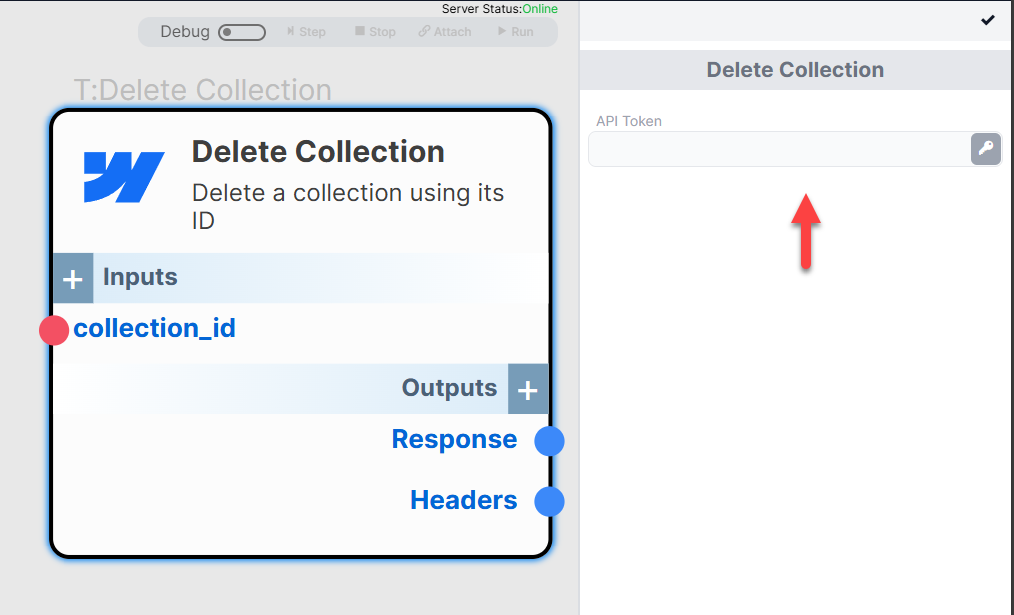 Server Status:Online
Debug Step Stop Attach Run
T:Delete Collection
Delete Collection
Delete a collection using its
ID
+ Inputs
collection_id
Outputs +
Response
Headers
Delete Collection
API Token